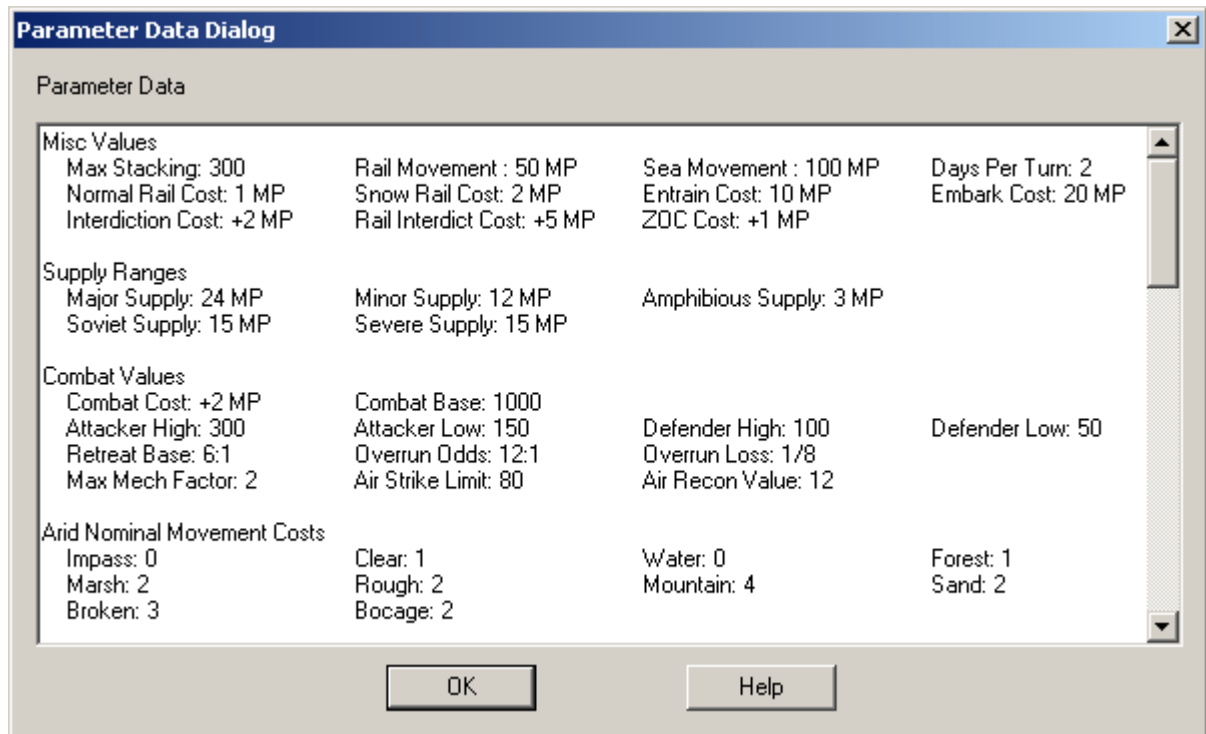 Parameter Data Dialog
Parameter Data
Misc Values
Max Stacking: 300 Rail Movement : 50 MP Sea Movement : 100 MP Days Per Turn: 2
Normal Rail Cost: 1 MP Snow Rail Cost: 2 MP Entrain Cost: 10 MP Embark Cost: 20 MP
Interdiction Cost: +2 MP Rail Interdict Cost: +5 MP ZOC Cost: +1 MP
Supply Ranges
Major Supply: 24 MP Minor Supply: 12 MP Amphibious Supply: 3 MP
Soviet Supply: 15 MP Severe Supply: 15 MP
Combat Values
Combat Cost: +2 MP Combat Base: 1000
Attacker High: 300 Attacker Low: 150 Defender High: 100 Defender Low: 50
Retreat Base: 6:1 Overrun Odds: 12:1 Overrun Loss: 1/8
Max Mech Factor: 2 Air Strike Limit: 80 Air Recon Value: 12
Arid Nominal Movement Costs
Impass: 0 Clear: 1 Water: 0 Forest: 1
Marsh: 2 Rough: 2 Mountain: 4 Sand: 2
Broken: 3 Bocage: 2
OK Help